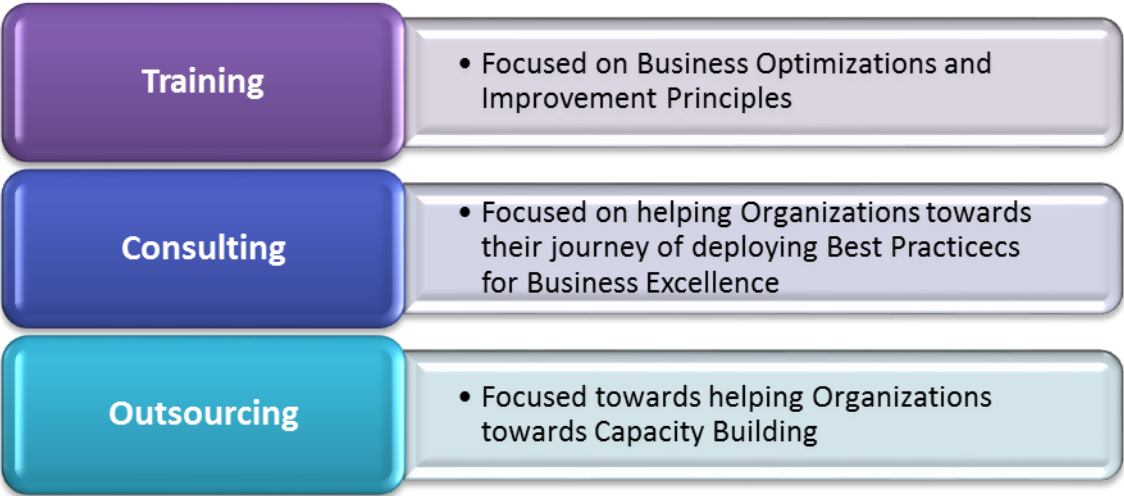 Training
• Focused on Business Optimizations and
Improvement Principles
Consulting
• Focused on helping Organizations towards
their journey of deploying Best Practicecs
for Business Excellence
Outsourcing
• Focused towards helping Organizations
towards Capacity Building